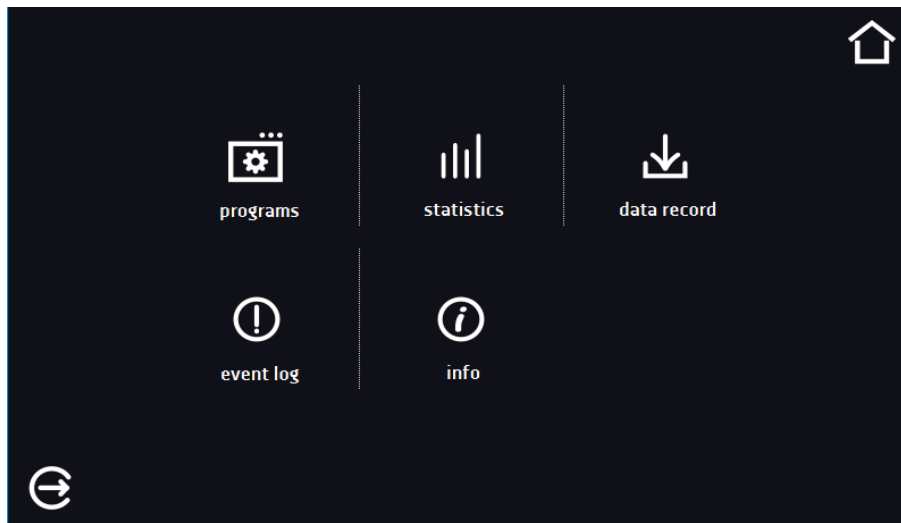 programs
statistics
data record
event log
info